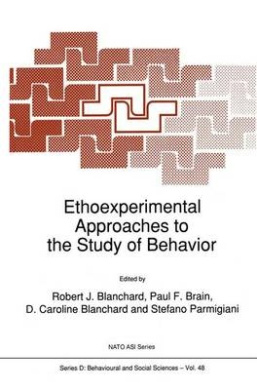 Ethoexperimental
Approaches to
the Study of Behavior
Edited by
Robert J. Blanchard, Paul F. Brain,
D. Caroline Blanchard and Stefano Parmigiani
NATO ASI Series
Series D: Behavioural and Social Sciences – Vol. 48